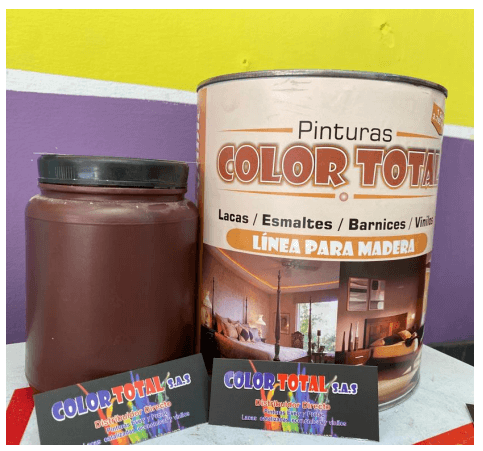 Pinturas
COLOR TOTAL
Lacas / Esmaltes / Barnices / Vinilos
LÍNEA PARA MADERA
COLOR-TOTAL S.A.S
Distribuidor Directo
COLOR-TOTAL S.A.S
Distribuidor Directo